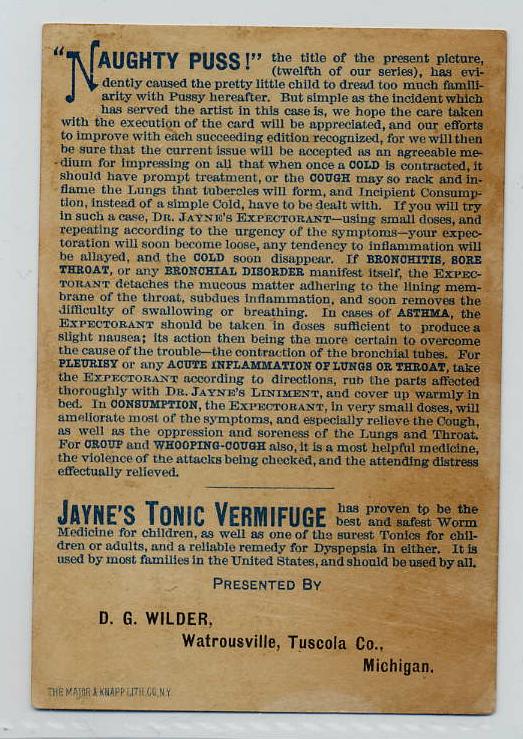 "NAUGHTY PUSS!" the title of the present picture,
(twelfth of our series), has evi-
dently caused the pretty little child to dread too much famili-
arity with Pussy hereafter. But simple as the incident which
has served the artist in this case is, we hope the care taken
with the execution of the card will be appreciated, and our efforts
to improve with each succeeding edition recognized, for we will then
be sure that the current issue will be accepted as an agreeable me-
dium for impressing on all that when once a COLD is contracted, it
should have prompt treatment, or the COUGH may so rack and in-
flame the Lungs that tubercles will form, and Incipient Consump-
tion, instead of a simple Cold, have to be dealt with. If you will try
in such a case, DR. JAYNE'S EXPECTORANT—using small doses, and
repeating according to the urgency of the symptoms—your expec-
toration will soon become loose, any tendency to inflammation will
be allayed, and the COLD soon disappear. If BRONCHITIS, SORE
THROAT, or any BRONCHIAL DISORDER manifest itself, the EXPEC-
TORANT detaches the mucous matter adhering to the lining mem-
brane of the throat, subdues inflammation, and soon removes the
difficulty of swallowing or breathing. In cases of ASTHMA, the
EXPECTORANT should be taken in doses sufficient to produce a
slight nausea; its action then being the more certain to overcome
the cause of the trouble—the contraction of the bronchial tubes. For
PLEURISY or any ACUTE INFLAMMATION OF LUNGS OR THROAT, take
the EXPECTORANT according to directions, rub the parts affected
thoroughly with DR. JAYNE'S LINIMENT, and cover up warmly in
bed. In CONSUMPTION, the EXPECTORANT, in very small doses, will
ameliorate most of the symptoms, and especially relieve the Cough,
as well as the oppression and soreness of the Lungs and Throat.
For CROUP and WHOOPING-COUGH also, it is a most helpful medicine,
the violence of the attacks being checked, and the attending distress
effectually relieved.
JAYNE'S TONIC VERMIFUGE has proven to be the
best and safest Worm
Medicine for children, as well as one of the surest Tonics for chil-
dren or adults, and a reliable remedy for Dyspepsia in either. It is
used by most families in the United States, and should be used by all.
PRESENTED BY
D. G. WILDER,
Watrousville, Tuscola Co.,
Michigan.
THE MAJOR & KNAPP LITH. CO. N.Y.